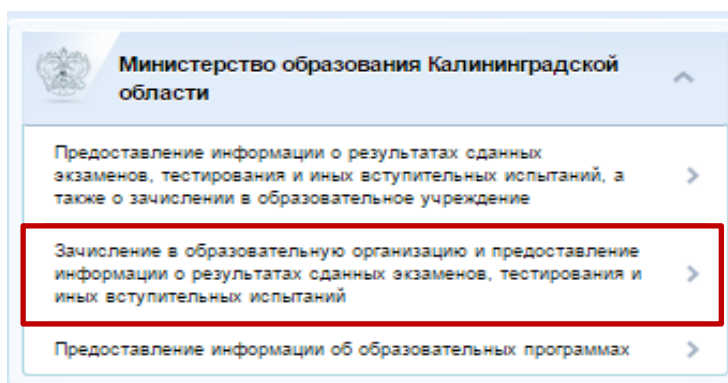 Министерство образования Калининградской
области
Предоставление информации о результатах сданных
экзаменов, тестирования и иных вступительных испытаний, а
также о зачислении в образовательное учреждение
Зачисление в образовательную организацию и предоставление
информации о результатах сданных экзаменов, тестирования и
иных вступительных испытаний
Предоставление информации об образовательных программах